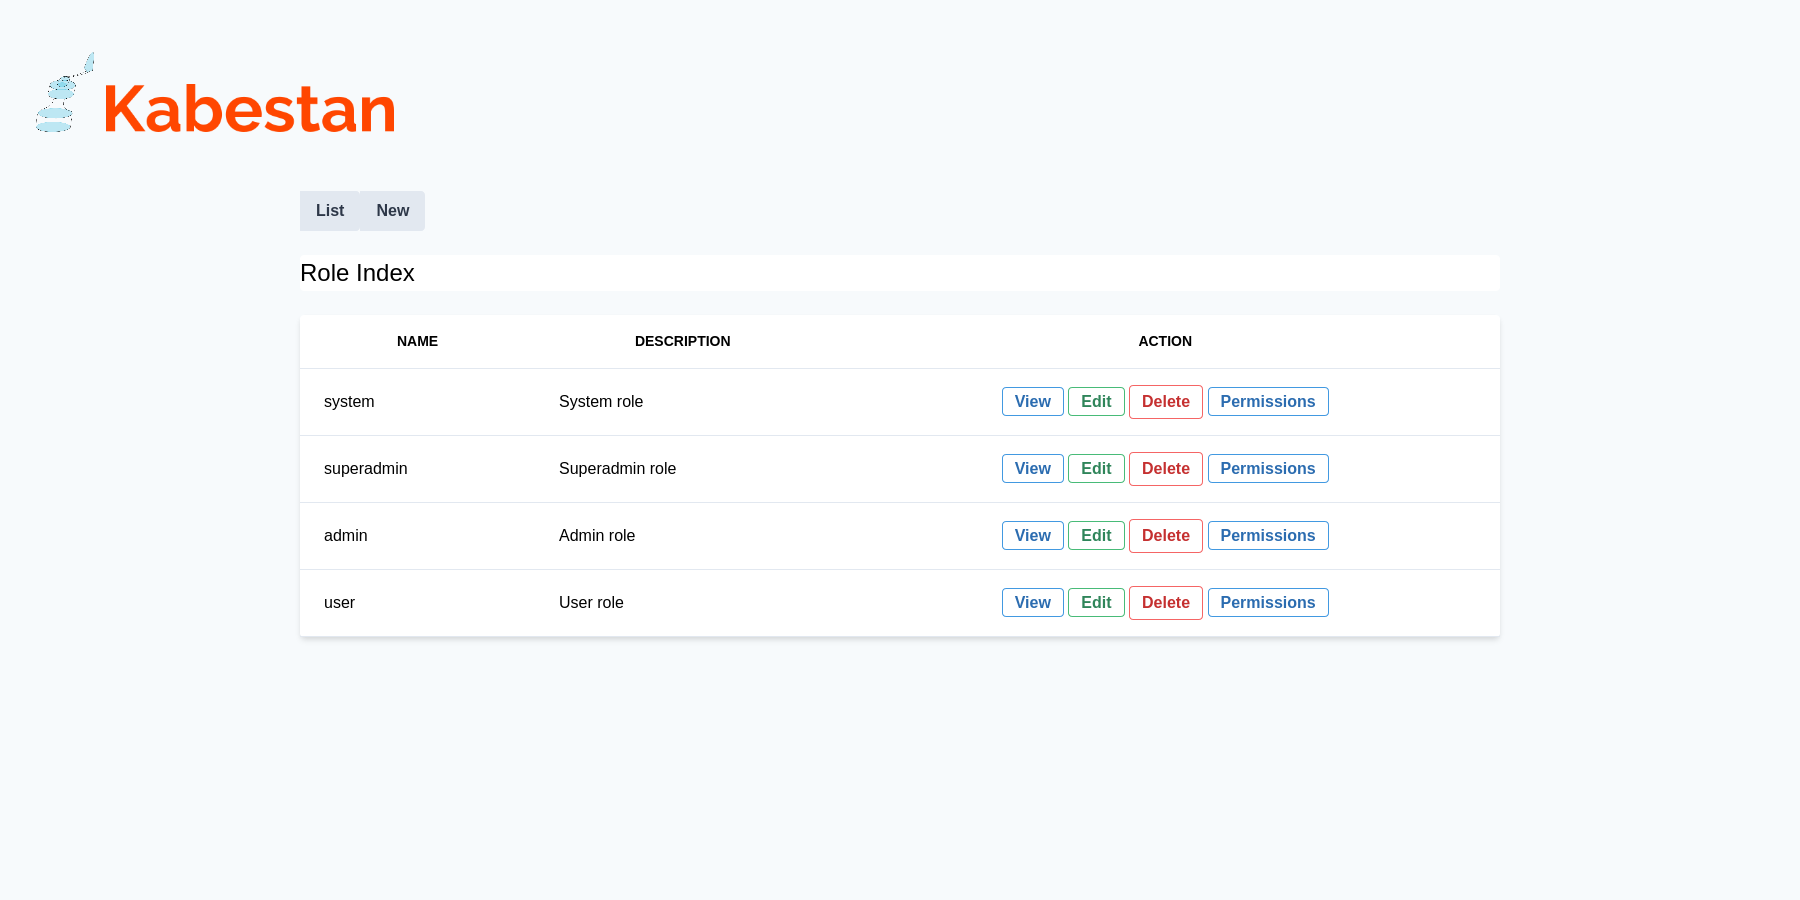 Kabestan
List New
Role Index
NAME DESCRIPTION ACTION
system System role View Edit Delete Permissions
superadmin Superadmin role View Edit Delete Permissions
admin Admin role View Edit Delete Permissions
user User role View Edit Delete Permissions